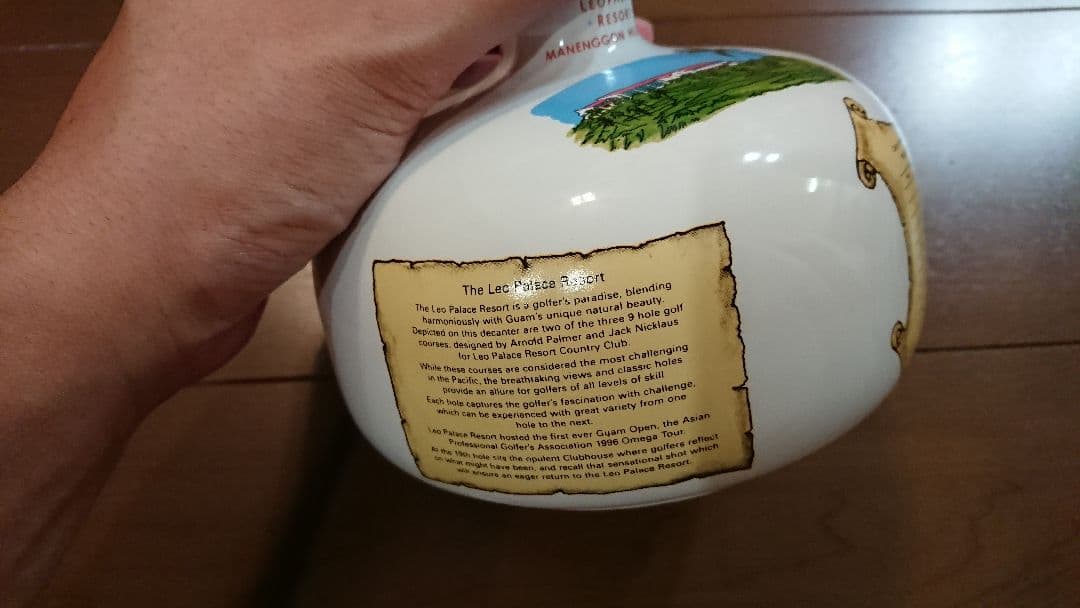 RESO
MANENGGON
The Leo Palace Resort
The Leo Palace Resort is a golfer's paradise, blending
harmoniously with Guam's unique natural beauty.
Depicted on this decanter are two of the three 9 hole golf
courses, designed by Arnold Palmer and Jack Nicklaus
for Leo Palace Resort Country Club.
While these courses are considered the most challenging
in the Pacific, the breathtaking views and classic holes
provide an allure for golfers of all levels of skill
Each hole captures the golfer's fascination with challenge,
which can be experienced with great variety from one
hole to the next.
Leo Palace Resort hosted the first ever Guam Open, the Asian
Professional Golfer's Association 1996 Omega Tour.
At the 19th hole sits the opulent Clubhouse where golfers reflect
on what might have been, and recall that sensational shot which
will ensure an eager return to the Leo Palace Resort.